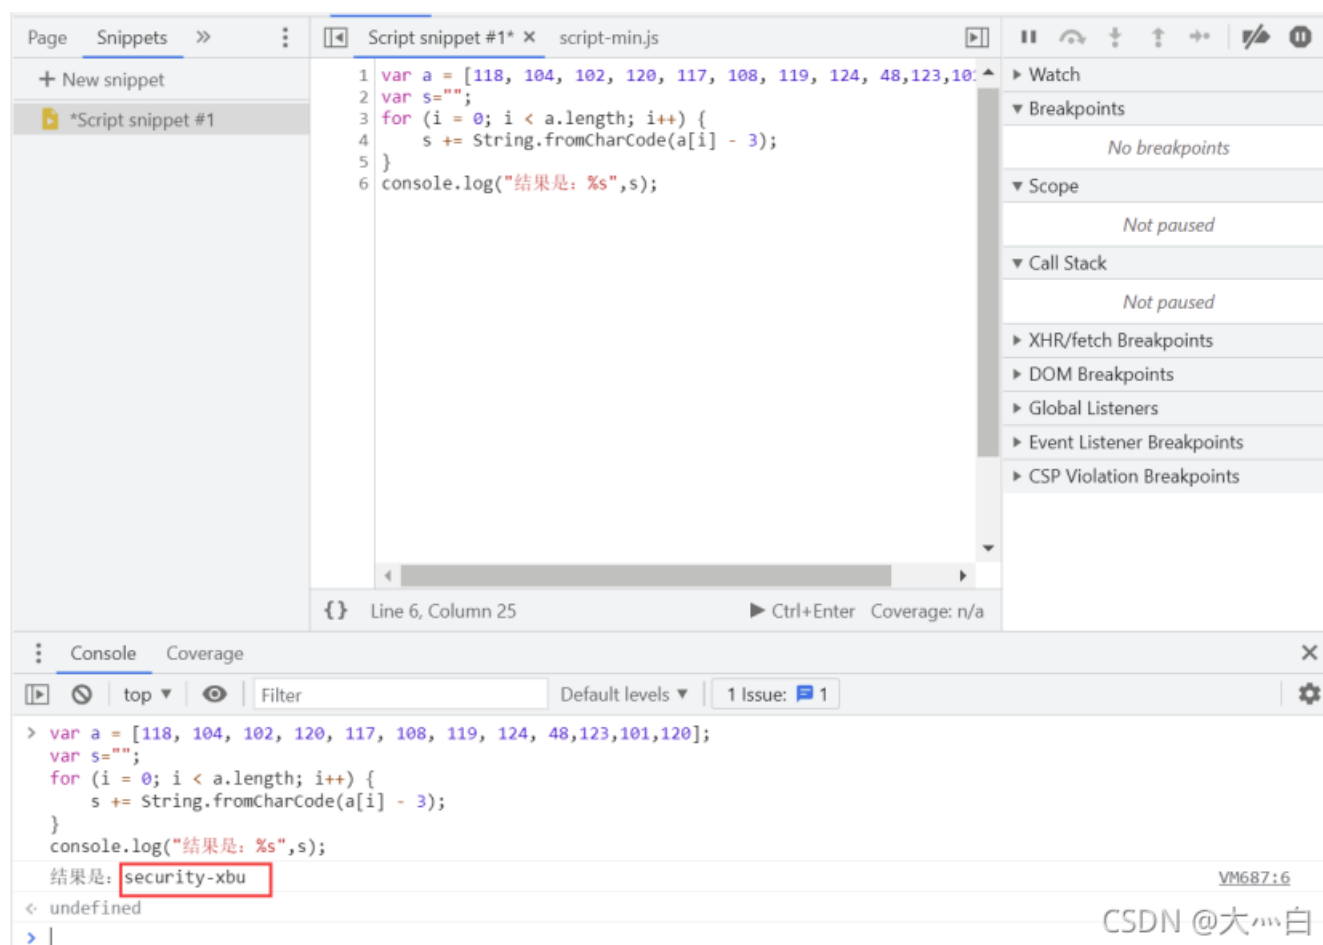 Page Snippets »
Script snippet #1* × script-min.js
+ New snippet
*Script snippet #1
1 var a = [118, 104, 102, 120, 117, 108, 119, 124, 48,123,101
2 var s="";
3 for (i = 0; i < a.length; i++) {
4 s += String.fromCharCode(a[i] - 3);
5 }
6 console.log("结果是：%s",s);
{} Line 6, Column 25 Ctrl+Enter Coverage: n/a
Watch
Breakpoints
No breakpoints
Scope
Not paused
Call Stack
Not paused
XHR/fetch Breakpoints
DOM Breakpoints
Global Listeners
Event Listener Breakpoints
CSP Violation Breakpoints
Console Coverage
top Filter Default levels 1 Issue: 1
> var a = [118, 104, 102, 120, 117, 108, 119, 124, 48,123,101,120];
var s="";
for (i = 0; i < a.length; i++) {
s += String.fromCharCode(a[i] - 3);
}
console.log("结果是：%s",s);
结果是：security-xbu VM687:6
undefined
>
CSDN @大灬白